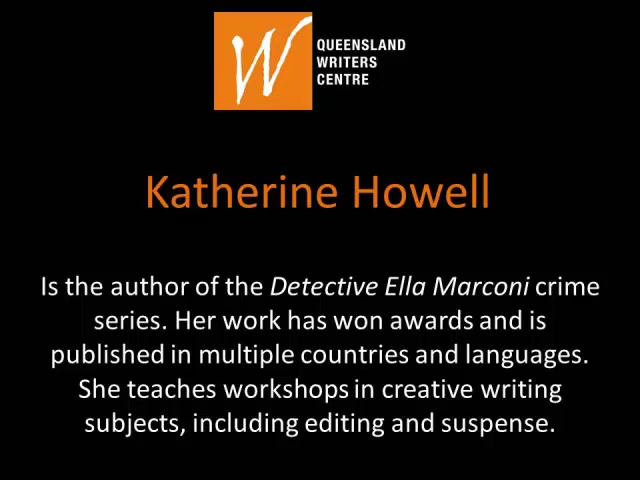 W
QUEENSLAND
WRITERS
CENTRE
Katherine Howell
Is the author of the Detective Ella Marconi crime
series. Her work has won awards and is
published in multiple countries and languages.
She teaches workshops in creative writing
subjects, including editing and suspense.